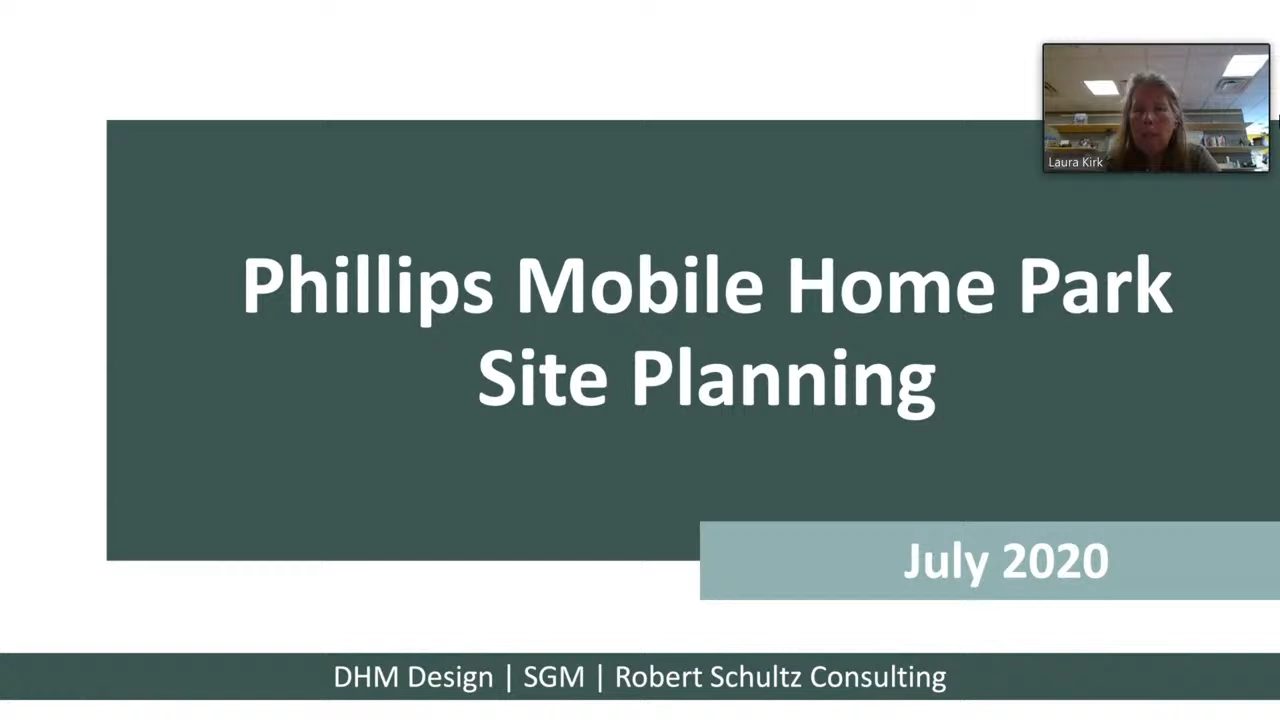 Laura Kirk
Phillips Mobile Home Park
Site Planning
July 2020
DHM Design | SGM | Robert Schultz Consulting